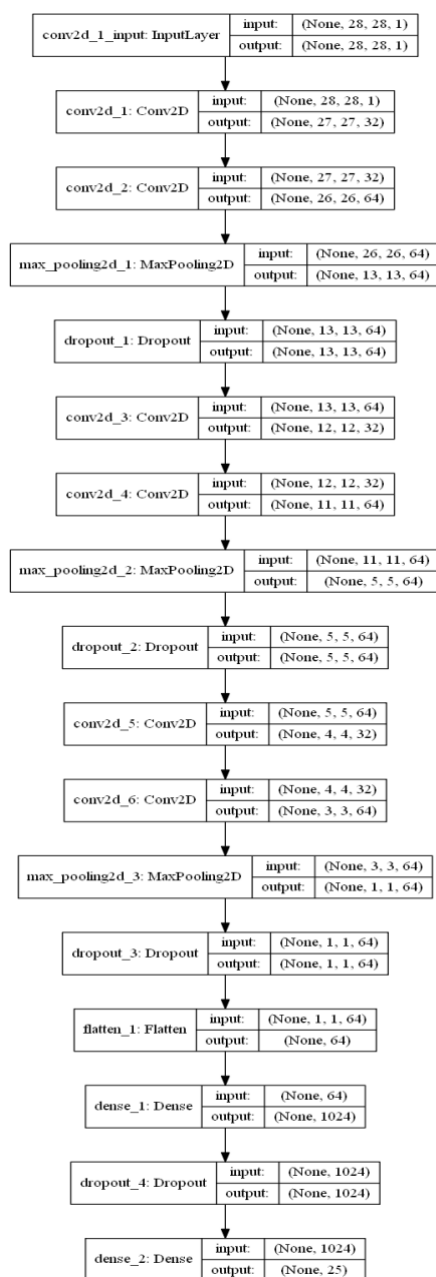 conv2d_1_input: InputLayer
input: (None, 28, 28, 1)
output: (None, 28, 28, 1)
conv2d_1: Conv2D
input: (None, 28, 28, 1)
output: (None, 27, 27, 32)
conv2d_2: Conv2D
input: (None, 27, 27, 32)
output: (None, 26, 26, 64)
max_pooling2d_1: MaxPooling2D
input: (None, 26, 26, 64)
output: (None, 13, 13, 64)
dropout_1: Dropout
input: (None, 13, 13, 64)
output: (None, 13, 13, 64)
conv2d_3: Conv2D
input: (None, 13, 13, 64)
output: (None, 12, 12, 32)
conv2d_4: Conv2D
input: (None, 12, 12, 32)
output: (None, 11, 11, 64)
max_pooling2d_2: MaxPooling2D
input: (None, 11, 11, 64)
output: (None, 5, 5, 64)
dropout_2: Dropout
input: (None, 5, 5, 64)
output: (None, 5, 5, 64)
conv2d_5: Conv2D
input: (None, 5, 5, 64)
output: (None, 4, 4, 32)
conv2d_6: Conv2D
input: (None, 4, 4, 32)
output: (None, 3, 3, 64)
max_pooling2d_3: MaxPooling2D
input: (None, 3, 3, 64)
output: (None, 1, 1, 64)
dropout_3: Dropout
input: (None, 1, 1, 64)
output: (None, 1, 1, 64)
flatten_1: Flatten
input: (None, 1, 1, 64)
output: (None, 64)
dense_1: Dense
input: (None, 64)
output: (None, 1024)
dropout_4: Dropout
input: (None, 1024)
output: (None, 1024)
dense_2: Dense
input: (None, 1024)
output: (None, 25)